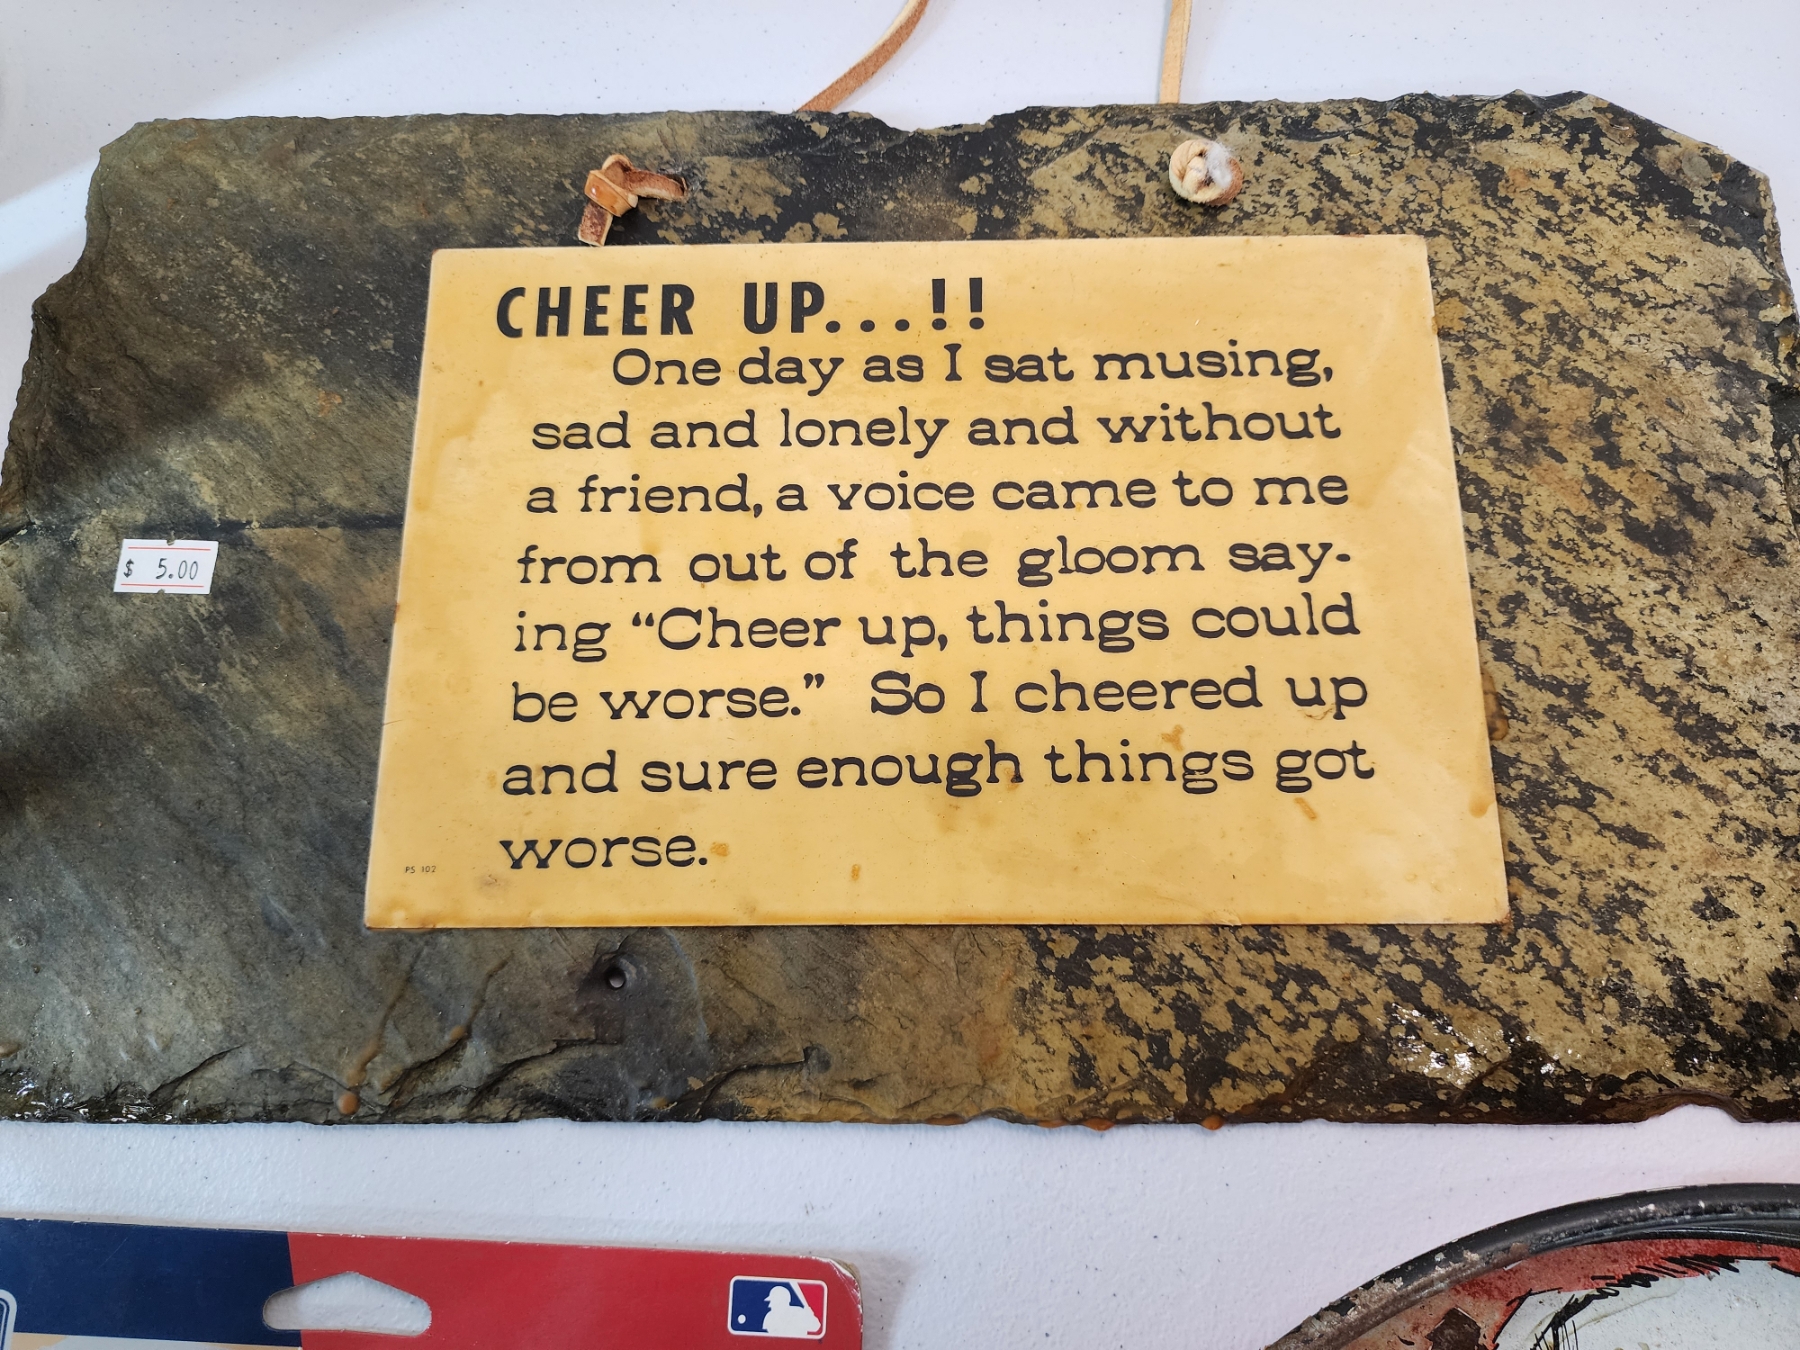 CHEER UP...!!
One day as I sat musing,
sad and lonely and without
a friend, a voice came to me
from out of the gloom say-
ing “Cheer up, things could
be worse.” So I cheered up
and sure enough things got
worse.
PS 102
$ 5.00